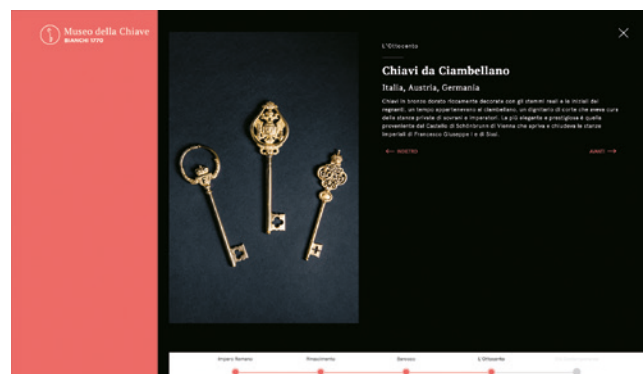 Museo della Chiave
BIANCHI 1770
L'Ottocento
Chiavi da Ciambellano
Italia, Austria, Germania
Chiavi in bronzo dorato riccamente decorate con gli stemmi reali e le iniziali dei
regnanti, un tempo appartenevano al ciambellano, un dignitario di corte che aveva cura
delle stanze private di sovrani e imperatori. La più elegante e prestigiosa è quella
proveniente dal Castello di Schönbrunn di Vienna che apriva e chiudeva le stanze
imperiali di Francesco Giuseppe I e di Sissi.
AVANTI
Impero Romano
Rinascimento
Barocco
L'Ottocento